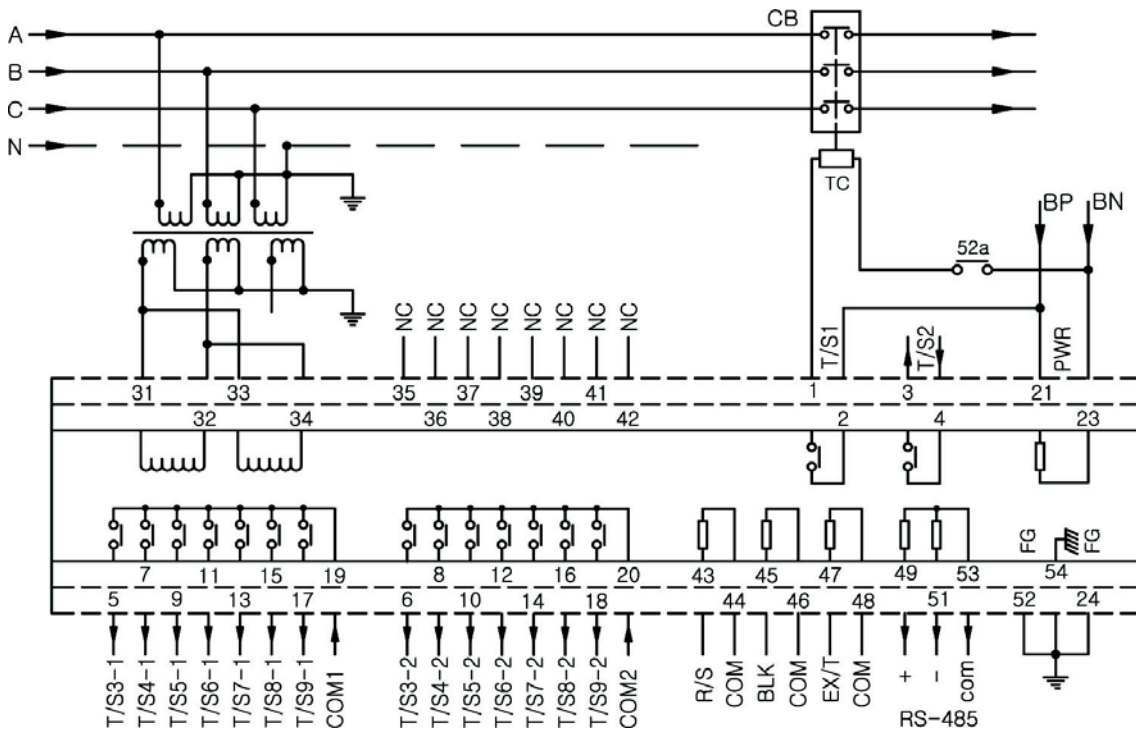 A
B
C
N
CB
TC
BP
BN
52a
NC
NC
NC
NC
NC
NC
NC
NC
T/S1
T/S2
PWR
31
33
35
37
39
41
1
3
21
32
34
36
38
40
42
2
4
23
FG
FG
7
11
15
19
8
12
16
20
43
45
47
49
53
54
5
9
13
17
6
10
14
18
44
46
48
51
52
24
T/S3-1
T/S4-1
T/S5-1
T/S6-1
T/S7-1
T/S8-1
T/S9-1
COM1
T/S3-2
T/S4-2
T/S5-2
T/S6-2
T/S7-2
T/S8-2
T/S9-2
COM2
R/S
COM
BLK
COM
EX/T
COM
+
-
com
RS-485